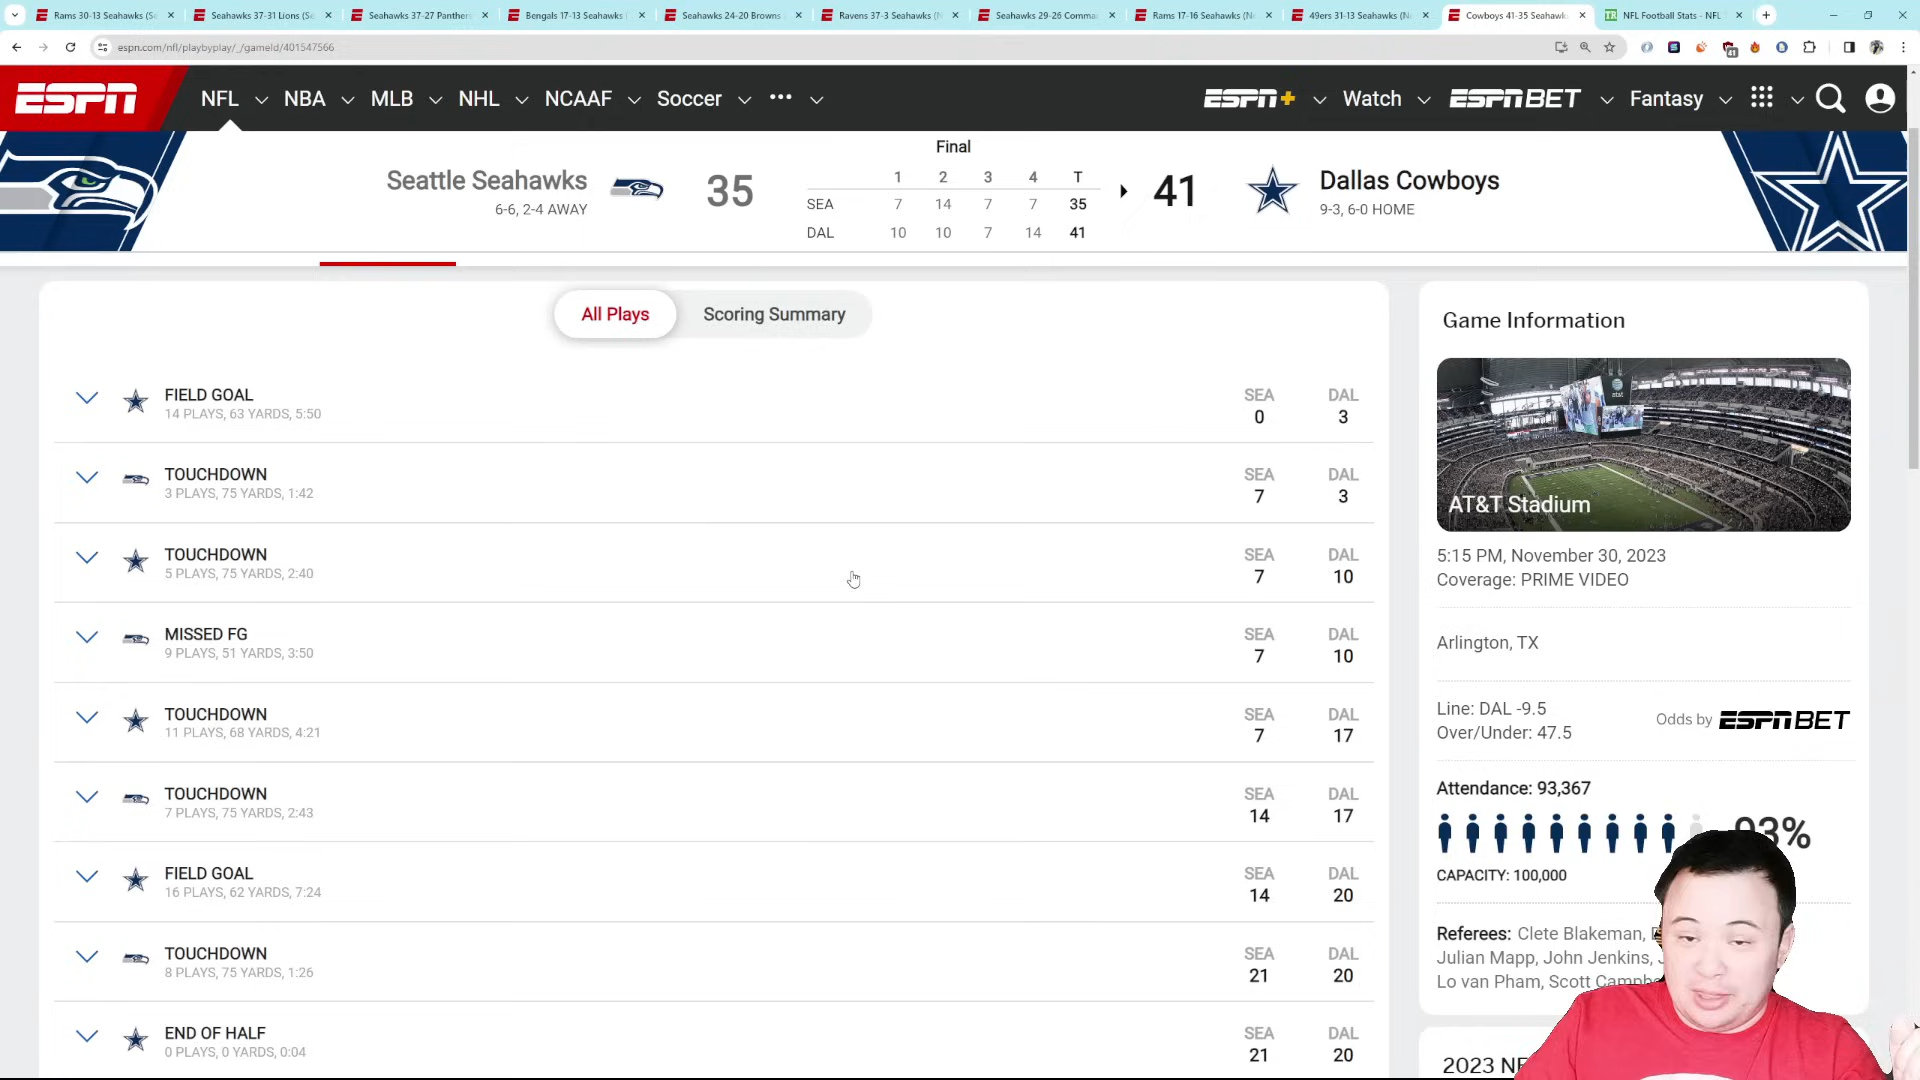 Rams 30-13 Seahawks (Se
Seahawks 37-31 Lions (Se
Seahawks 37-27 Panthers
Bengals 17-13 Seahawks (
Seahawks 24-20 Browns
Ravens 37-3 Seahawks (N
Seahawks 29-26 Comma
Rams 17-16 Seahawks (N
49ers 31-13 Seahawks (N
Cowboys 41-35 Seahawk
NFL Football Stats - NFL
espn.com/nfl/playbyplay/_/gameId/401547566
41
ESPN NFL NBA MLB NHL NCAAF Soccer ••• ESPN+ Watch ESPN BET Fantasy
Final
Seattle Seahawks
6-6, 2-4 AWAY
35
1 2 3 4 T
SEA 7 14 7 7 35
DAL 10 10 7 14 41
41
Dallas Cowboys
9-3, 6-0 HOME
All Plays
Scoring Summary
FIELD GOAL SEA DAL
14 PLAYS, 63 YARDS, 5:50 0 3
TOUCHDOWN SEA DAL
3 PLAYS, 75 YARDS, 1:42 7 3
TOUCHDOWN SEA DAL
5 PLAYS, 75 YARDS, 2:40 7 10
MISSED FG SEA DAL
9 PLAYS, 51 YARDS, 3:50 7 10
TOUCHDOWN SEA DAL
11 PLAYS, 68 YARDS, 4:21 7 17
TOUCHDOWN SEA DAL
7 PLAYS, 75 YARDS, 2:43 14 17
FIELD GOAL SEA DAL
16 PLAYS, 62 YARDS, 7:24 14 20
TOUCHDOWN SEA DAL
8 PLAYS, 75 YARDS, 1:26 21 20
END OF HALF SEA DAL
0 PLAYS, 0 YARDS, 0:04 21 20
Game Information
AT&T Stadium
5:15 PM, November 30, 2023
Coverage: PRIME VIDEO
Arlington, TX
Line: DAL -9.5
Over/Under: 47.5
Odds by ESPN BET
Attendance: 93,367
93%
CAPACITY: 100,000
Referees: Clete Blakeman,
Julian Mapp, John Jenkins,
Lo van Pham, Scott Campb
2023 NF